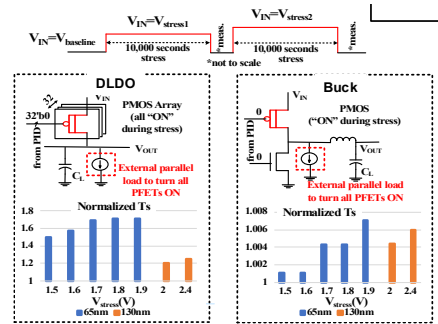 V_IN=V_baseline
V_IN=V_stress1
*meas.
V_IN=V_stress2
*meas.
10,000 seconds stress
10,000 seconds stress
*not to scale
DLDO
32
V_IN
PMOS Array
(all “ON”
during stress)
32'b0
from PID
V_OUT
C_L
External parallel
load to turn all
PFETs ON
Normalized Ts
1.8
1.6
1.4
1.2
1
1.5 1.6 1.7 1.8 1.9 2 2.4
V_stress(V)
65nm 130nm
Buck
V_IN
0
PMOS
(“ON” during
stress)
from PID
0
V_OUT
C_L
External parallel load
to turn all PFETs ON
Normalized Ts
1.008
1.006
1.004
1.002
1
1.5 1.6 1.7 1.8 1.9 2 2.4
V_stress(V)
65nm 130nm